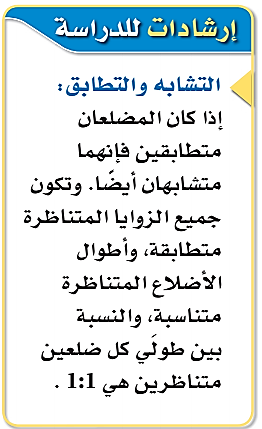 إرشادات للدراسة
التشابه والتطابق:
إذا كان المضلعان
متطابقين فإنهما
متشابهان أيضًا. وتكون
جميع الزوايا المتناظرة
متطابقة، وأطوال
الأضلاع المتناظرة
متناسبة، والنسبة
بين طولَي كل ضلعين
متناظرين هي 1:1 .